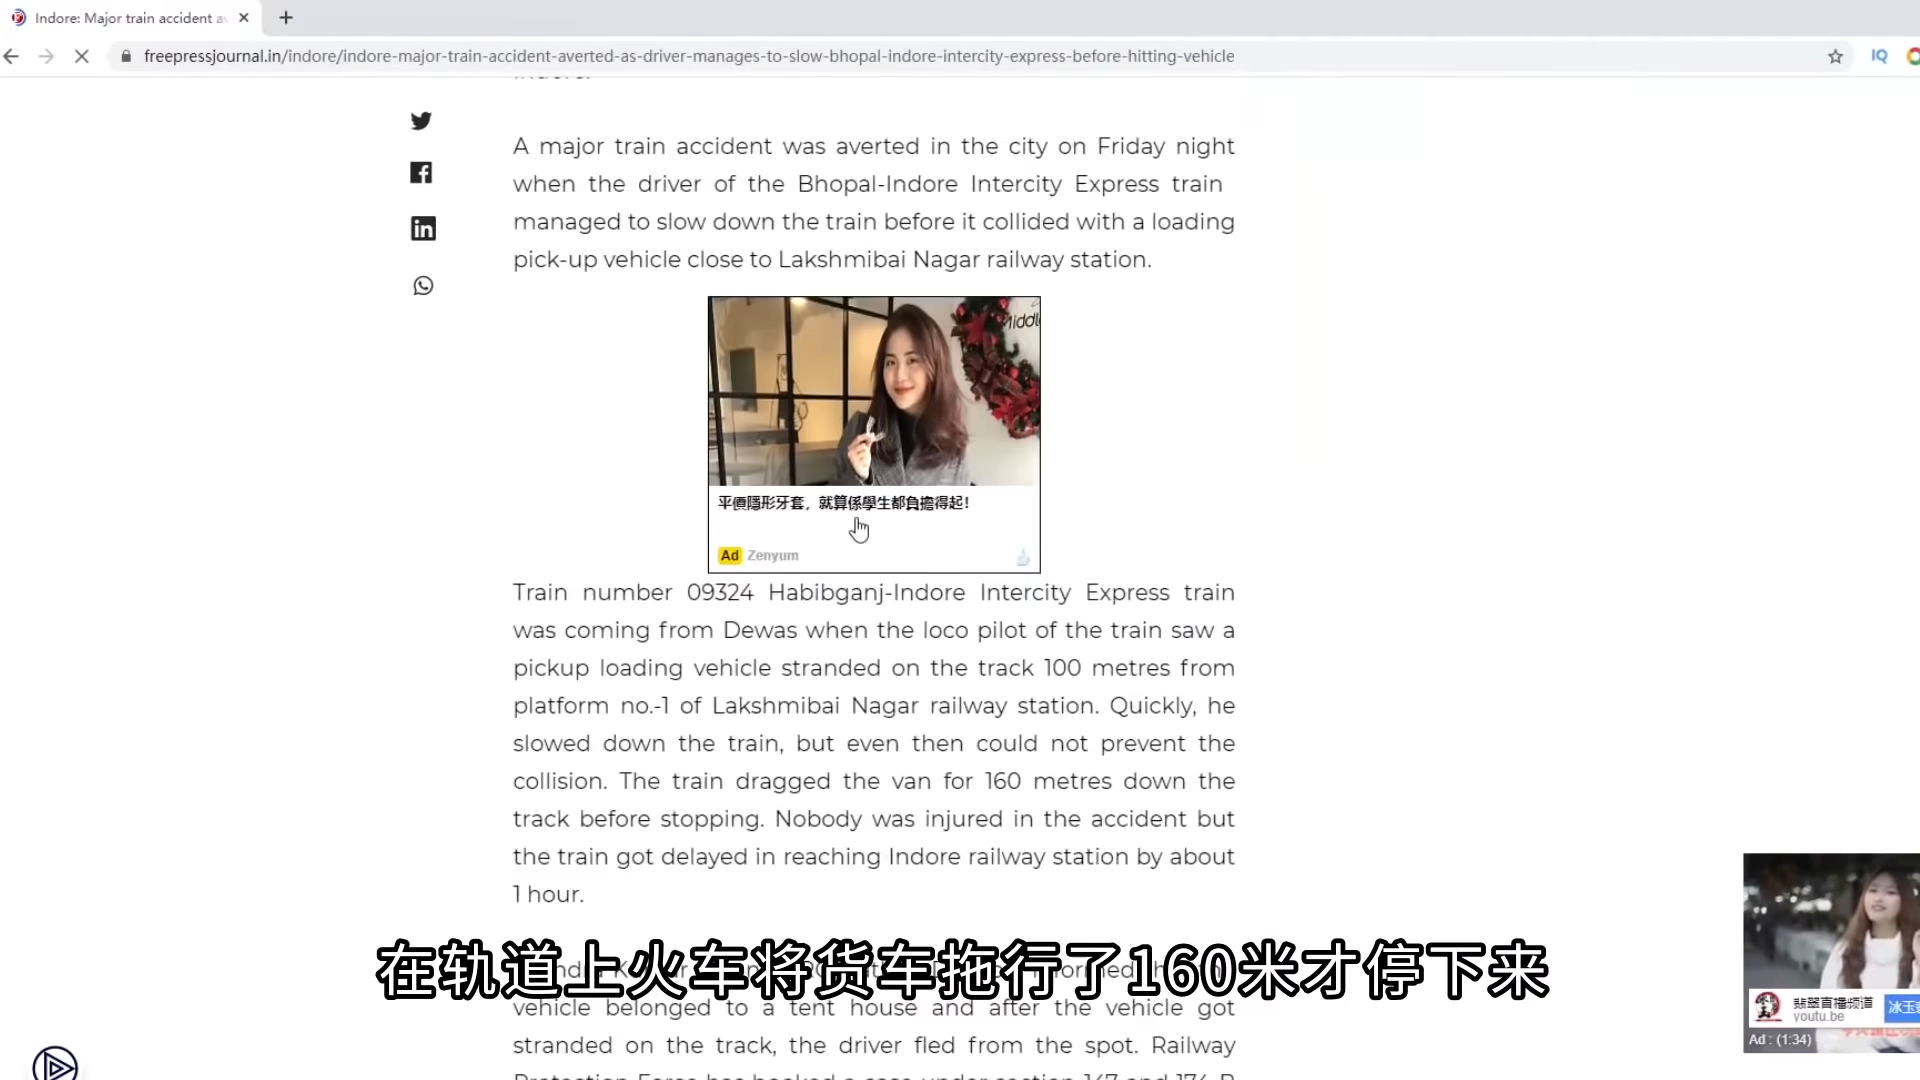 Indore: Major train accident av
freepressjournal.in/indore/indore-major-train-accident-averted-as-driver-manages-to-slow-bhopal-indore-intercity-express-before-hitting-vehicle
IQ
A major train accident was averted in the city on Friday night
when the driver of the Bhopal-Indore Intercity Express train
managed to slow down the train before it collided with a loading
pick-up vehicle close to Lakshmibai Nagar railway station.
Middl
平價隱形牙套，就算係學生都負擔得起！
Ad Zenyum
Train number 09324 Habibganj-Indore Intercity Express train
was coming from Dewas when the loco pilot of the train saw a
pickup loading vehicle stranded on the track 100 metres from
platform no.-1 of Lakshmibai Nagar railway station. Quickly, he
slowed down the train, but even then could not prevent the
collision. The train dragged the van for 160 metres down the
track before stopping. Nobody was injured in the accident but
the train got delayed in reaching Indore railway station by about
1 hour.
在轨道上火车将货车拖行了160米才停下来
vehicle belonged to a tent house and after the vehicle got
stranded on the track, the driver fled from the spot. Railway
翡翠直播频道
youtu.be
冰玉
Ad : (1:34)